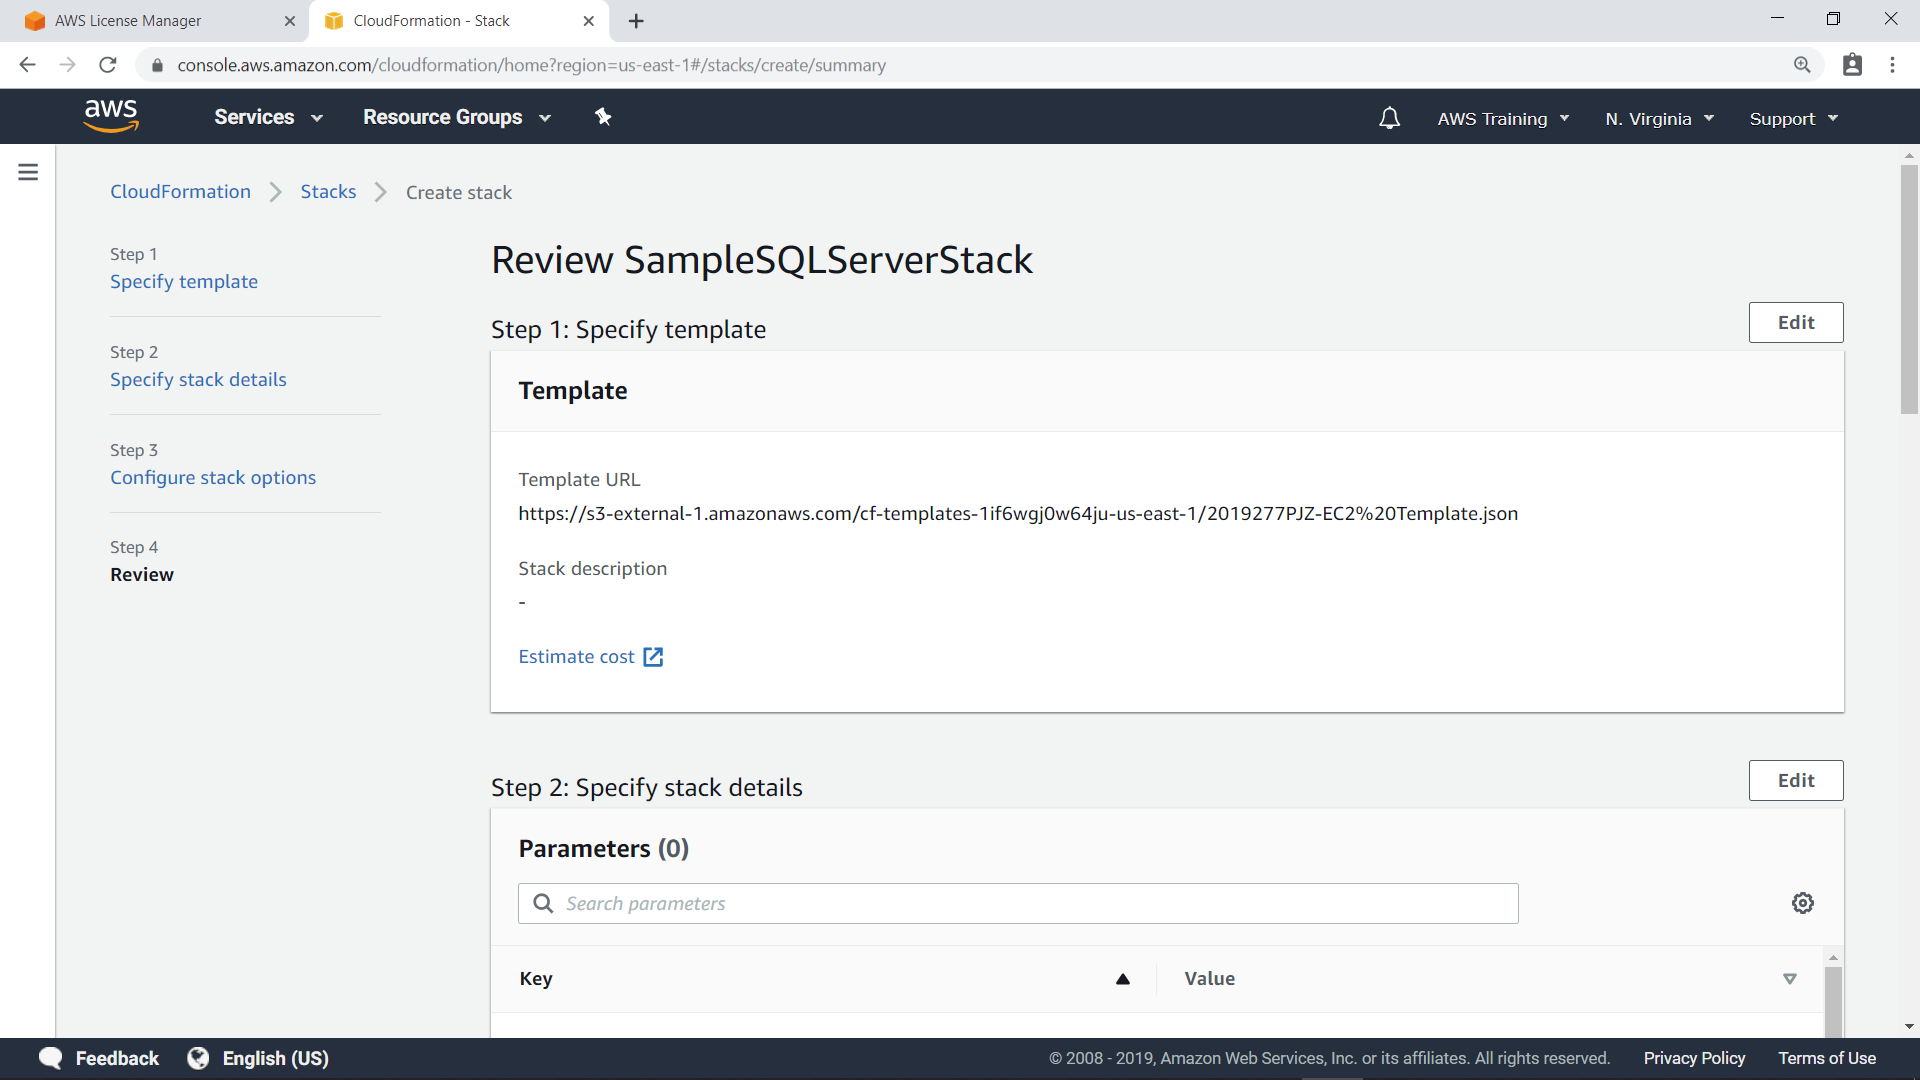 AWS License Manager
CloudFormation - Stack
console.aws.amazon.com/cloudformation/home?region=us-east-1#/stacks/create/summary
aws
Services
Resource Groups
AWS Training
N. Virginia
Support
CloudFormation
Stacks
Create stack
Step 1
Specify template
Step 2
Specify stack details
Step 3
Configure stack options
Step 4
Review
Review SampleSQLServerStack
Step 1: Specify template
Edit
Template
Template URL
https://s3-external-1.amazonaws.com/cf-templates-1if6wgj0w64ju-us-east-1/2019277PJZ-EC2%20Template.json
Stack description
-
Estimate cost
Step 2: Specify stack details
Edit
Parameters (0)
Search parameters
Key
Value
Feedback
English (US)
© 2008 - 2019, Amazon Web Services, Inc. or its affiliates. All rights reserved.
Privacy Policy
Terms of Use